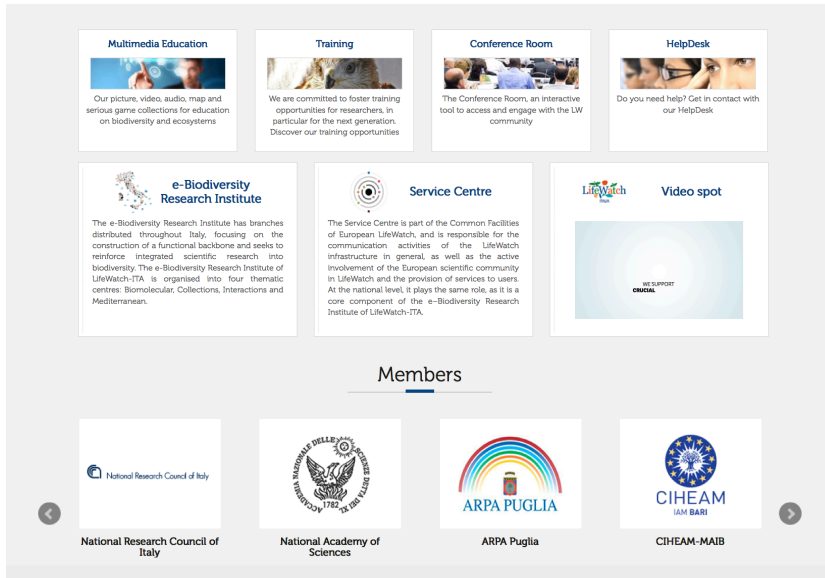 Multimedia Education
Our picture, video, audio, map and
serious game collections for education
on biodiversity and ecosystems
Training
We are committed to foster training
opportunities for researchers, in
particular for the next generation.
Discover our training opportunities
Conference Room
The Conference Room, an interactive
tool to access and engage with the LW
community
HelpDesk
Do you need help? Get in contact with
our HelpDesk
e-Biodiversity
Research Institute
The e-Biodiversity Research Institute has branches
distributed throughout Italy, focusing on the
construction of a functional backbone and seeks to
reinforce integrated scientific research into
biodiversity. The e-Biodiversity Research Institute of
LifeWatch-ITA is organised into four thematic
centres: Biomolecular, Collections, Interactions and
Mediterranean.
Service Centre
The Service Centre is part of the Common Facilities
of European LifeWatch, and is responsible for the
communication activities of the LifeWatch
infrastructure in general, as well as the active
involvement of the European scientific community
in LifeWatch and the provision of services to users.
At the national level, it plays the same role, as it is a
core component of the e–Biodiversity Research
Institute of LifeWatch-ITA.
LifeWatch
ITALIA
Video spot
WE SUPPORT
CRUCIAL
Members
National Research Council of Italy
National Research Council of
Italy
ACCADEMIA NAZIONALE DELLE SCIENZE DETTA DEI XL
1782
National Academy of
Sciences
ARPA PUGLIA
ARPA Puglia
CIHEAM
IAM BARI
CIHEAM-MAIB